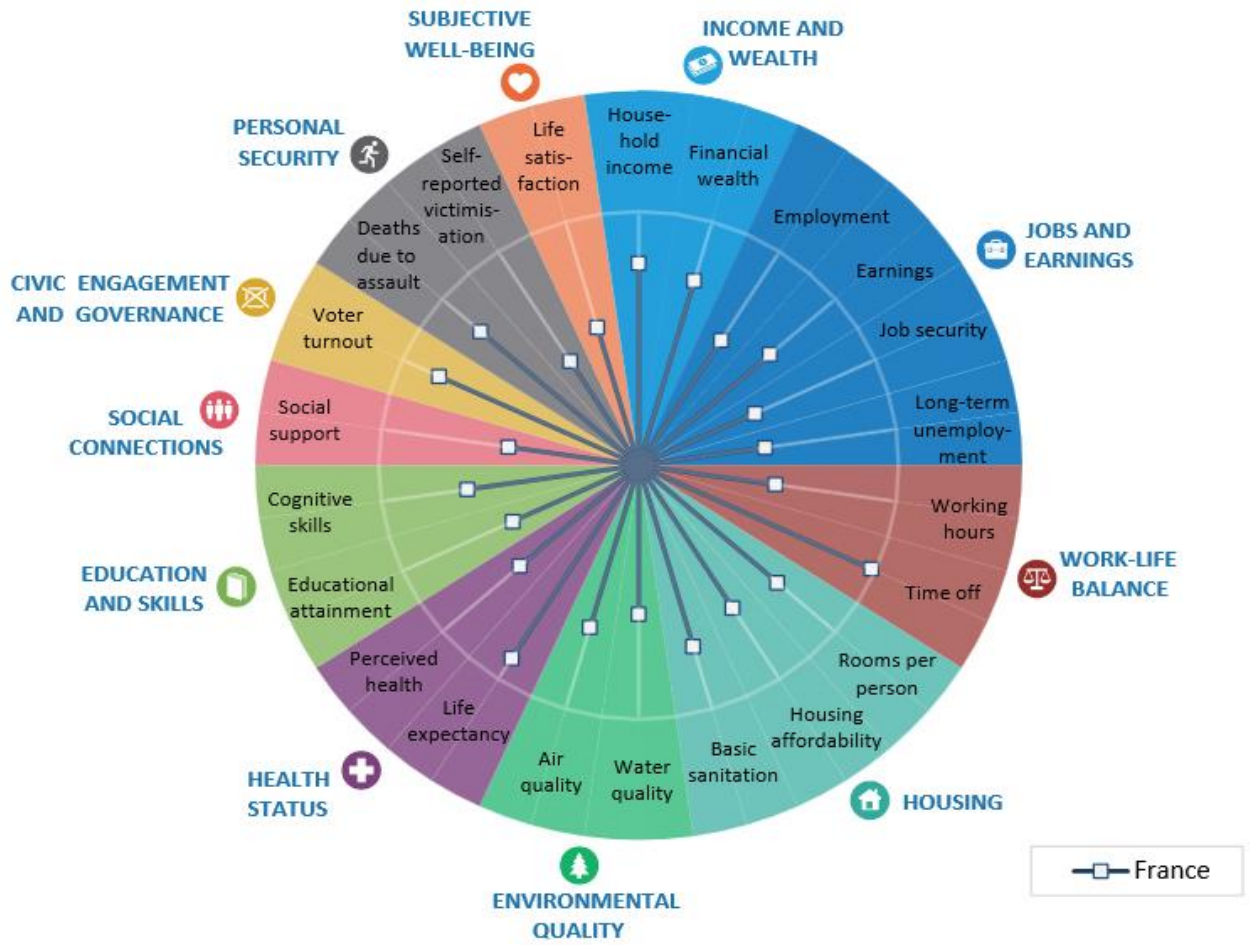 SUBJECTIVE
WELL-BEING
INCOME AND
WEALTH
PERSONAL
SECURITY
House-
hold
income
Life
satis-
faction
Financial
wealth
Self-
reported
victimis-
ation
Employment
JOBS AND
EARNINGS
Deaths
due to
assault
Earnings
CIVIC ENGAGEMENT
AND GOVERNANCE
Voter
turnout
Job security
SOCIAL
CONNECTIONS
Social
support
Long-term
unemploy-
ment
Cognitive
skills
Working
hours
EDUCATION
AND SKILLS
Educational
attainment
Time off
WORK-LIFE
BALANCE
Perceived
health
Rooms per
person
Life
expectancy
Housing
affordability
Air
quality
Water
quality
Basic
sanitation
HEALTH
STATUS
HOUSING
ENVIRONMENTAL
QUALITY
France